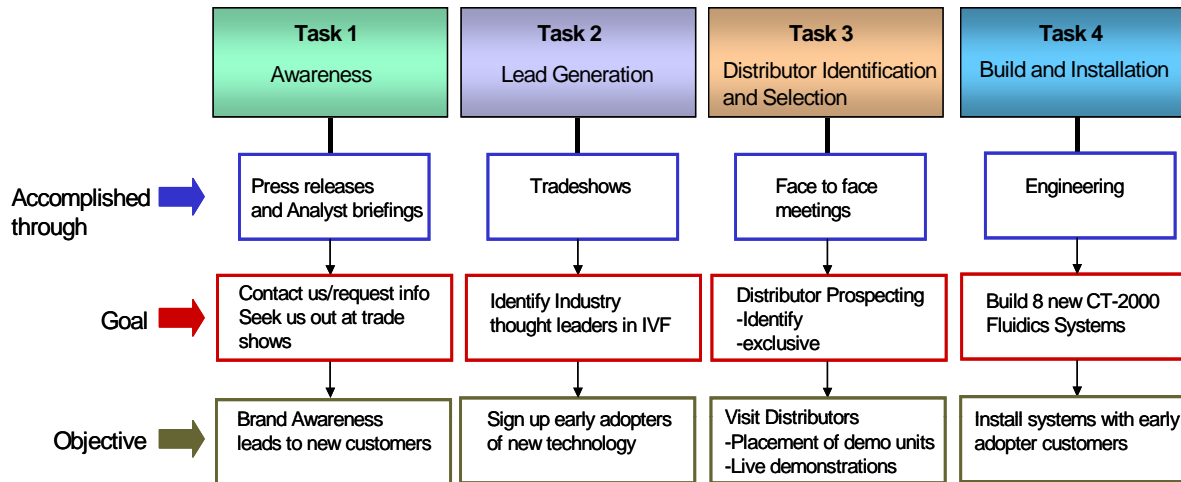 Task 1
Awareness
Task 2
Lead Generation
Task 3
Distributor Identification
and Selection
Task 4
Build and Installation
Accomplished
through
Press releases
and Analyst briefings
Tradeshows
Face to face
meetings
Engineering
Goal
Contact us/request info
Seek us out at trade
shows
Identify Industry
thought leaders in IVF
Distributor Prospecting
-Identify
-exclusive
Build 8 new CT-2000
Fluidics Systems
Objective
Brand Awareness
leads to new customers
Sign up early adopters
of new technology
Visit Distributors
-Placement of demo units
-Live demonstrations
Install systems with early
adopter customers